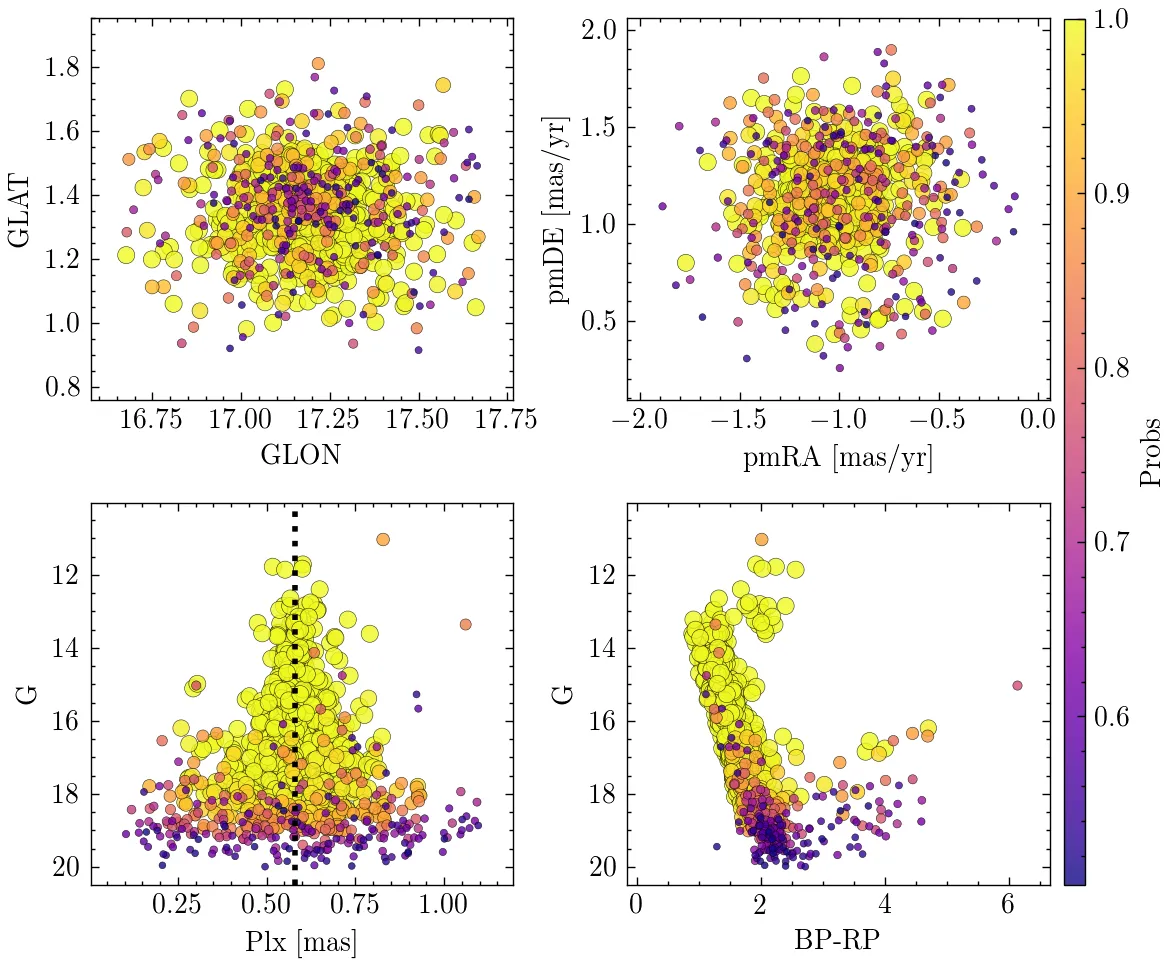 1.8
1.6
1.4
1.2
1.0
0.8
GLAT
16.75 17.00 17.25 17.50 17.75
GLON
2.0
1.5
1.0
0.5
pmDE [mas/yr]
−2.0 −1.5 −1.0 −0.5 0.0
pmRA [mas/yr]
1.0
0.9
0.8
0.7
0.6
Probs
12
14
16
18
20
G
0.25 0.50 0.75 1.00
Plx [mas]
12
14
16
18
20
G
0 2 4 6
BP-RP